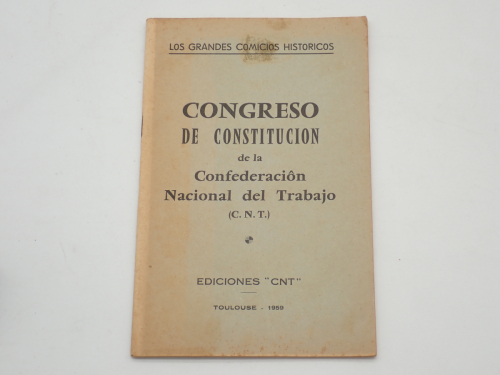 LOS GRANDES COMICIOS HISTORICOS
CONGRESO
DE CONSTITUCION
de la
Confederaciôn
Nacional del Trabajo
(C. N. T.)
EDICIONES "CNT"
TOULOUSE - 1959